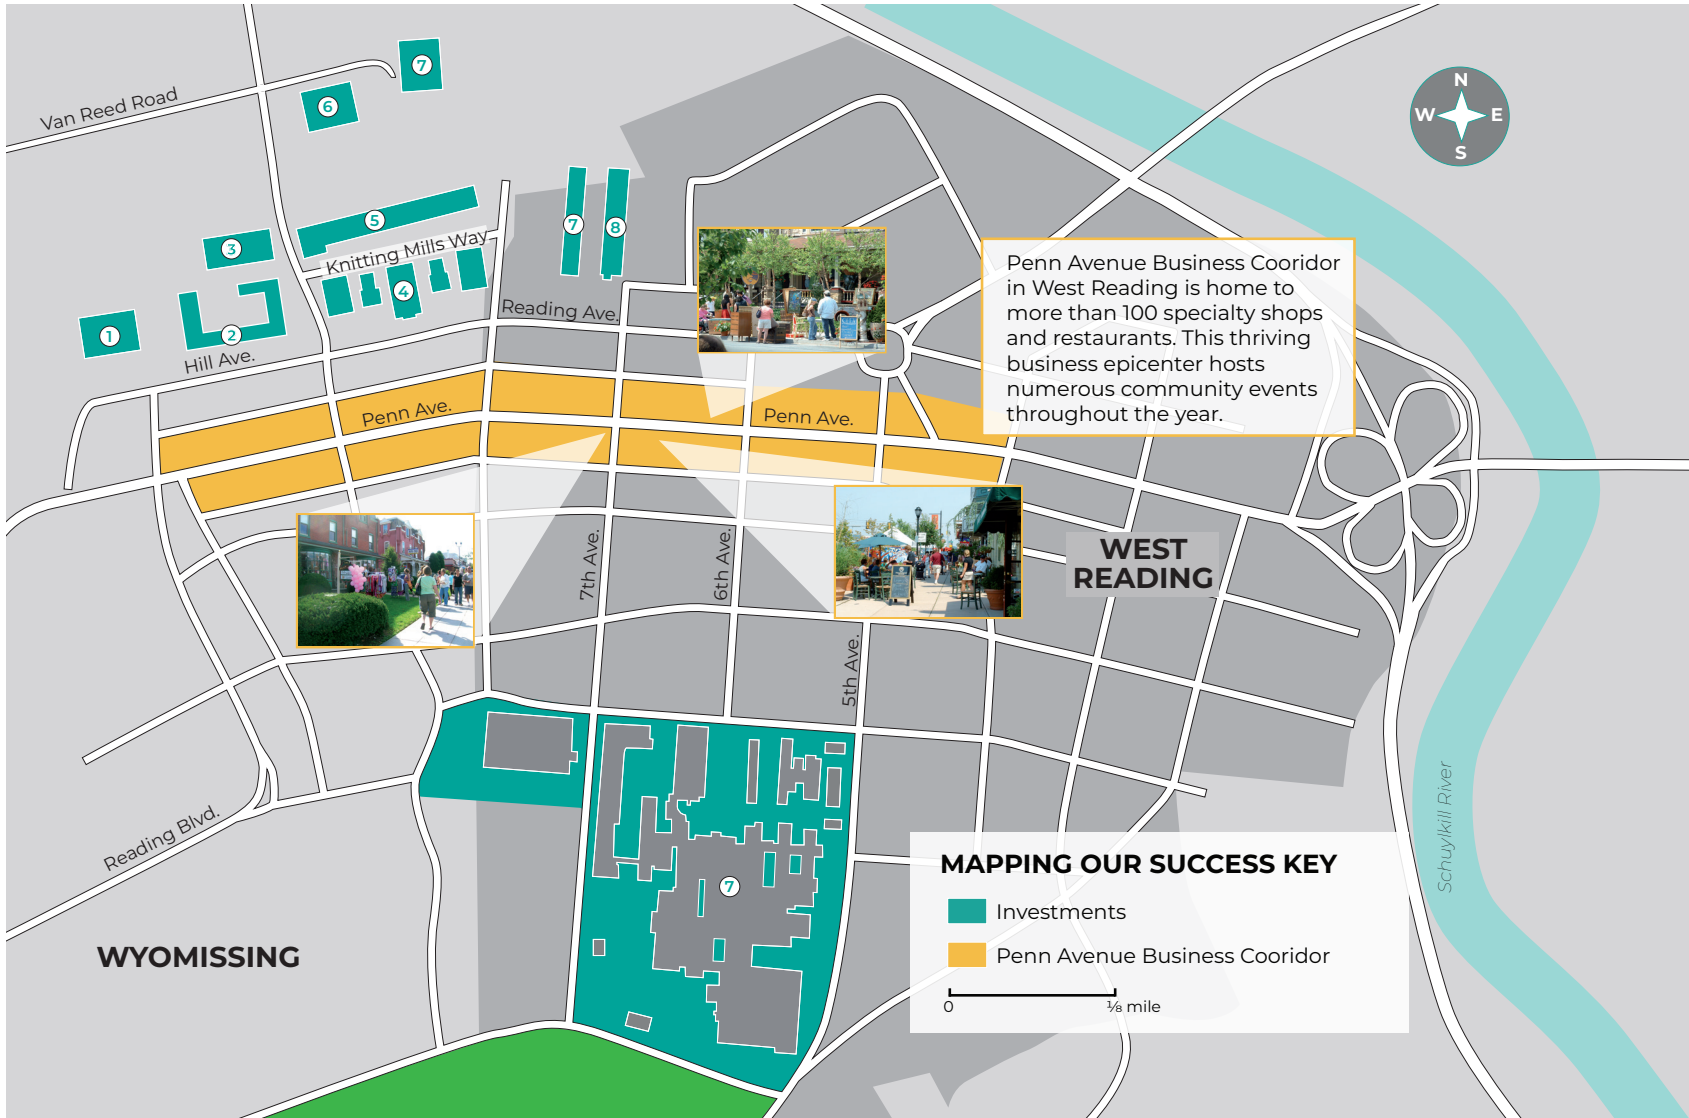 N
W E
S
7
6
Van Reed Road
7
8
5
3
Knitting Mills Way
4
1
2
Hill Ave.
Reading Ave.
Penn Avenue Business Cooridor
in West Reading is home to
more than 100 specialty shops
and restaurants. This thriving
business epicenter hosts
numerous community events
throughout the year.
Penn Ave.
Penn Ave.
7th Ave.
6th Ave.
5th Ave.
WEST
READING
Reading Blvd.
WYOMISSING
7
Schuylkill River
MAPPING OUR SUCCESS KEY
Investments
Penn Avenue Business Cooridor
0 ⅛ mile